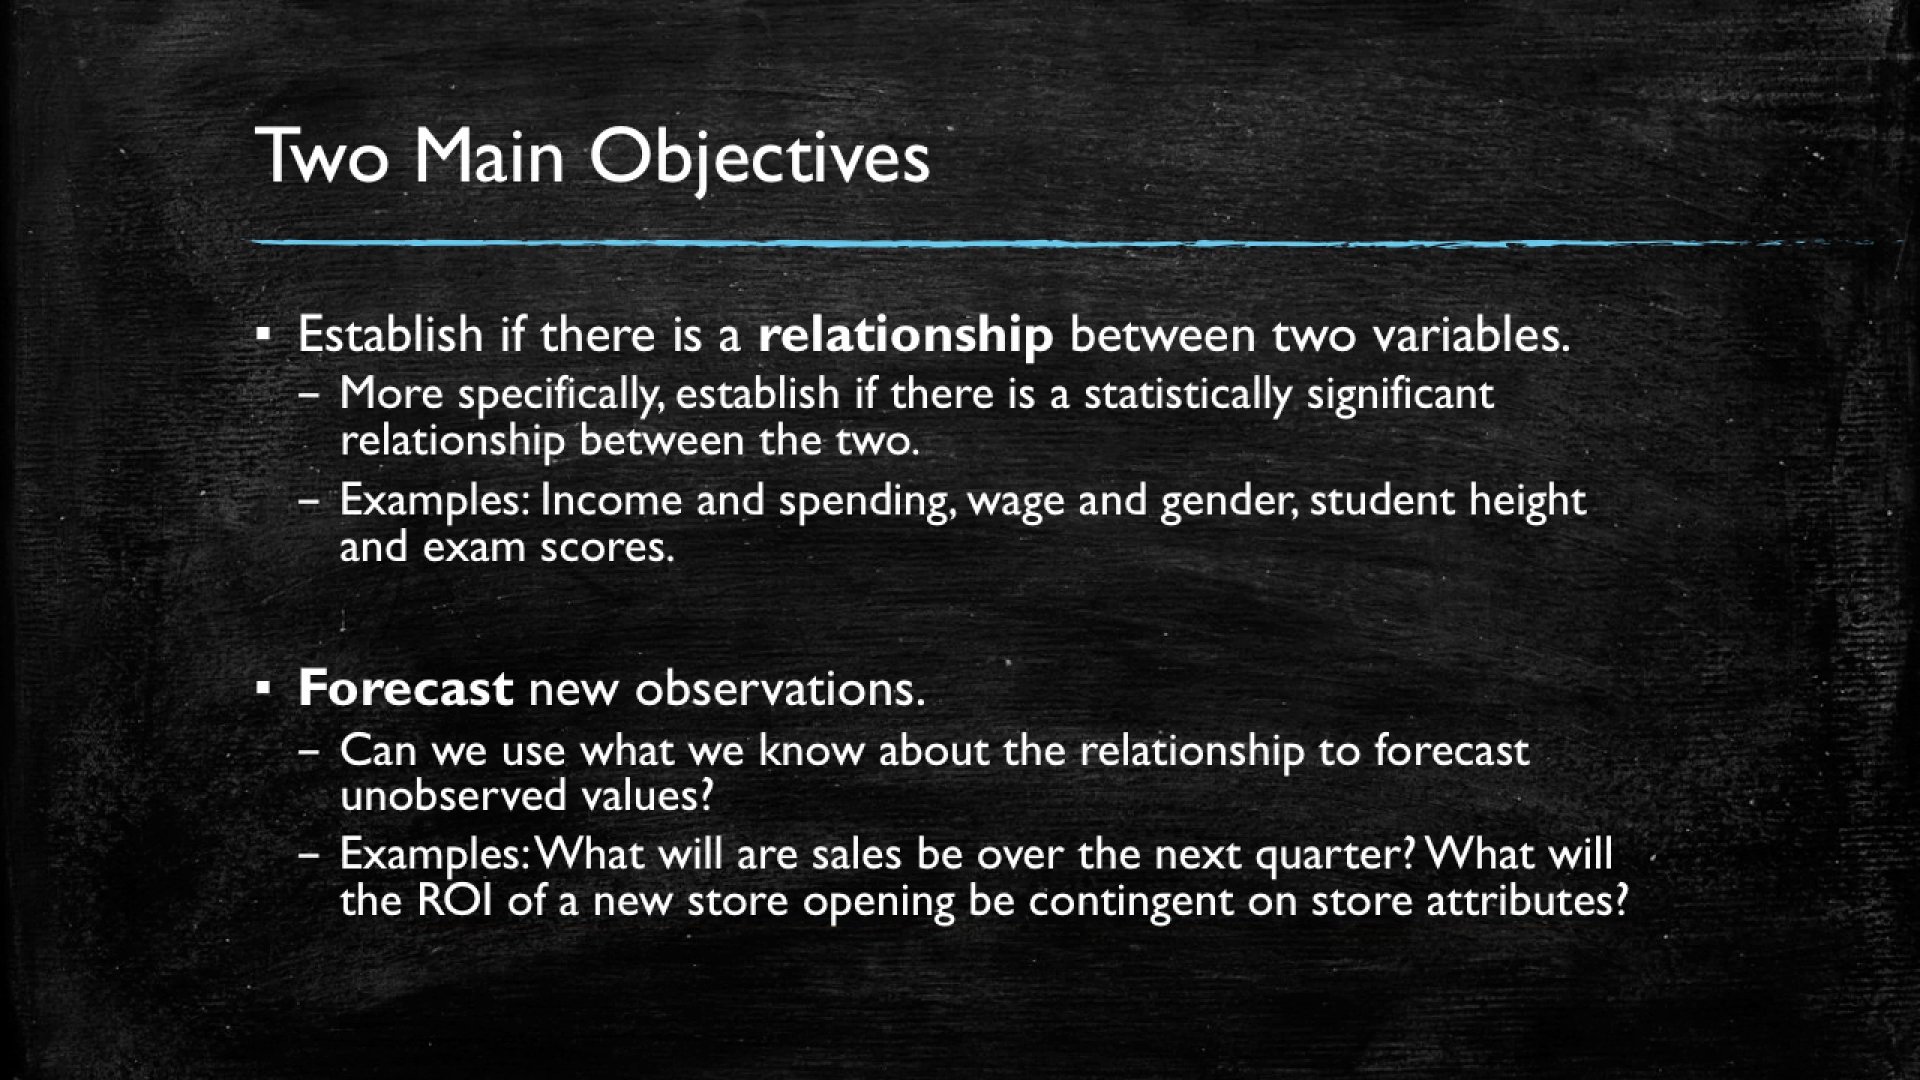 Two Main Objectives
▪ Establish if there is a relationship between two variables.
– More specifically, establish if there is a statistically significant
relationship between the two.
– Examples: Income and spending, wage and gender, student height
and exam scores.
▪ Forecast new observations.
– Can we use what we know about the relationship to forecast
unobserved values?
– Examples: What will are sales be over the next quarter? What will
the ROI of a new store opening be contingent on store attributes?